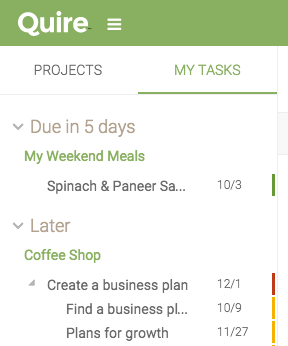 Quire
PROJECTS MY TASKS
Due in 5 days
My Weekend Meals
Spinach & Paneer Sa... 10/3
Later
Coffee Shop
Create a business plan 12/1
Find a business pl... 10/9
Plans for growth 11/27